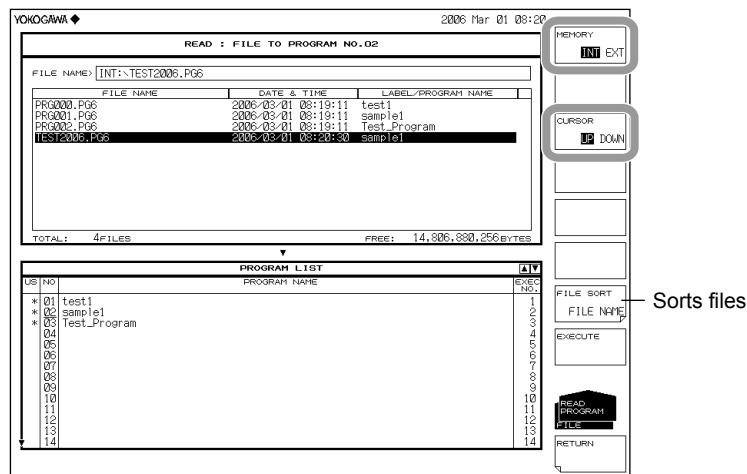 YOKOGAWA ◆ 2006 Mar 01 08:20
READ : FILE TO PROGRAM NO.02
FILE NAME> INT:\TEST2006.PG6
FILE NAME DATE & TIME LABEL/PROGRAM NAME
PRG000.PG6 2006/03/01 08:19:11 test1
PRG001.PG6 2006/03/01 08:19:11 sample1
PRG002.PG6 2006/03/01 08:19:11 Test_Program
TEST2006.PG6 2006/03/01 08:20:30 sample1
TOTAL: 4FILES FREE: 14,806,880,256BYTES
▼
PROGRAM LIST ▲▼
US NO PROGRAM NAME EXEC NO.
* 01 test1 1
* 02 sample1 2
* 03 Test_Program 3
04 4
05 5
06 6
07 7
08 8
09 9
10 10
11 11
12 12
13 13
14 14
MEMORY
INT EXT
CURSOR
UP DOWN
FILE SORT
FILE NAME
Sorts files
EXECUTE
READ
PROGRAM
FILE
RETURN